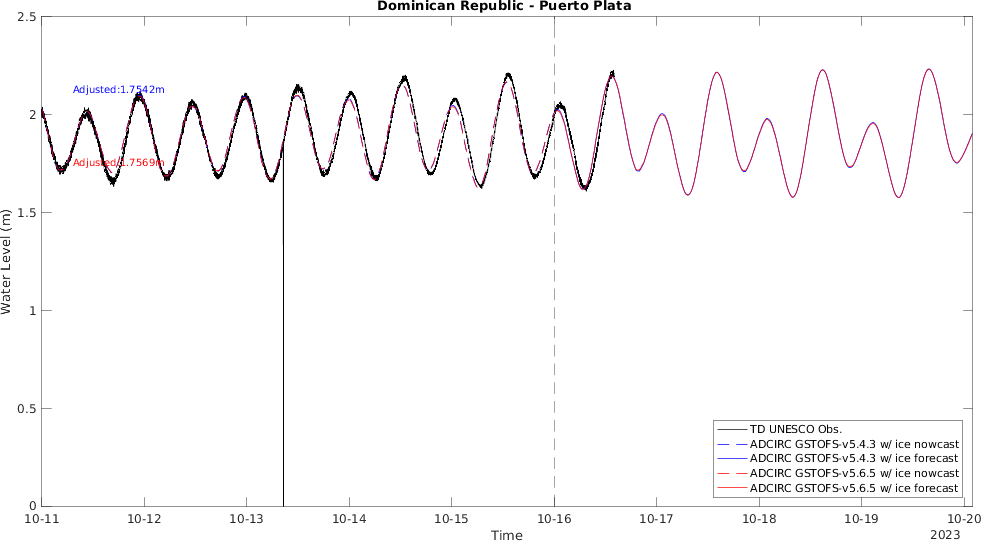 Dominican Republic - Puerto Plata
2.5
2
1.5
1
0.5
0
Water Level (m)
Adjusted:1.7542m
Adjusted:1.7569m
TD UNESCO Obs.
ADCIRC GSTOFS-v5.4.3 w/ ice nowcast
ADCIRC GSTOFS-v5.4.3 w/ ice forecast
ADCIRC GSTOFS-v5.6.5 w/ ice nowcast
ADCIRC GSTOFS-v5.6.5 w/ ice forecast
10-11 10-12 10-13 10-14 10-15 10-16 10-17 10-18 10-19 10-20
Time
2023